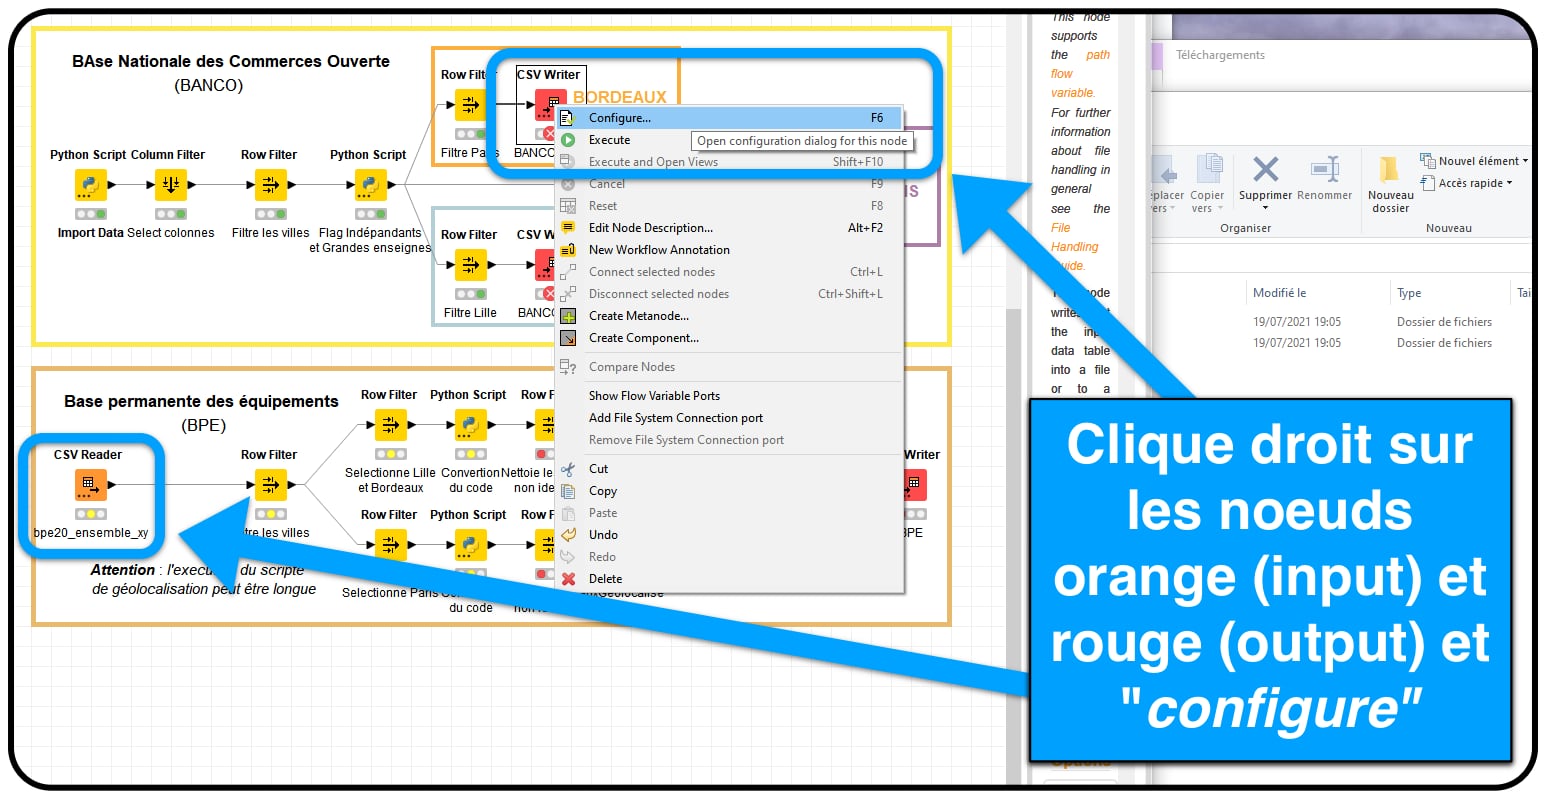 BAse Nationale des Commerces Ouverte
(BANCO)
Row Filter
CSV Writer
BORDEAUX
Filtre Paris
BANCO
Python Script
Column Filter
Row Filter
Python Script
Import Data
Select colonnes
Filtre les villes
Flag Indépendants
et Grandes enseignes
Row Filter
CSV W
Filtre Lille
BANCO
Configure... F6
Execute
Open configuration dialog for this node
Execute and Open Views Shift+F10
Cancel F9
Reset F8
Edit Node Description... Alt+F2
New Workflow Annotation
Connect selected nodes Ctrl+L
Disconnect selected nodes Ctrl+Shift+L
Create Metanode...
Create Component...
Compare Nodes
Show Flow Variable Ports
Add File System Connection port
Remove File System Connection port
Cut
Copy
Paste
Undo
Redo
Delete
Base permanente des équipements
(BPE)
CSV Reader
bpe20_ensemble_xy
Row Filter
tre les villes
Row Filter
Python Script
Row F
Selectionne Lille
et Bordeaux
Convertion
du code
Nettoie le
non ide
Row Filter
Python Script
Row F
Selectionne Paris
du code
Writer
BPE
Attention : l'execu du scripte
de géolocalisation peut être longue
This node
supports
the path
flow
variable.
For further
information
about file
handling in
general
see the
File
Handling
uide.
node
the
data table
into a file
or to a
Options
Téléchargements
placer
vers
Copier
vers
Supprimer
Renommer
Organiser
Nouveau
dossier
Nouvel élément
Accès rapide
Nouveau
Modifié le Type Tai
19/07/2021 19:05 Dossier de fichiers
19/07/2021 19:05 Dossier de fichiers
Clique droit sur
les noeuds
orange (input) et
rouge (output) et
"configure"